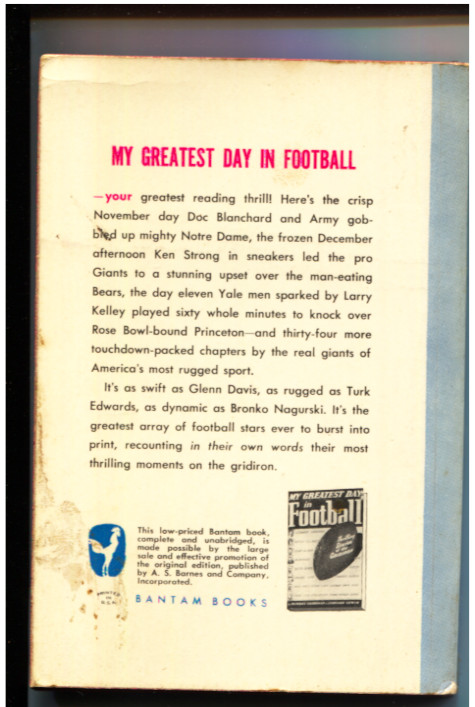 MY GREATEST DAY IN FOOTBALL
—your greatest reading thrill! Here's the crisp
November day Doc Blanchard and Army gob-
bled up mighty Notre Dame, the frozen December
afternoon Ken Strong in sneakers led the pro
Giants to a stunning upset over the man-eating
Bears, the day eleven Yale men sparked by Larry
Kelley played sixty whole minutes to knock over
Rose Bowl-bound Princeton—and thirty-four more
touchdown-packed chapters by the real giants of
America's most rugged sport.
It's as swift as Glenn Davis, as rugged as Turk
Edwards, as dynamic as Bronko Nagurski. It's the
greatest array of football stars ever to burst into
print, recounting in their own words their most
thrilling moments on the gridiron.
This low-priced Bantam book,
complete and unabridged, is
made possible by the large
sale and effective promotion of
the original edition, published
by A. S. Barnes and Company,
Incorporated.
PRINTED
IN
U.S.A.
BANTAM BOOKS
MY GREATEST DAY
in
Football